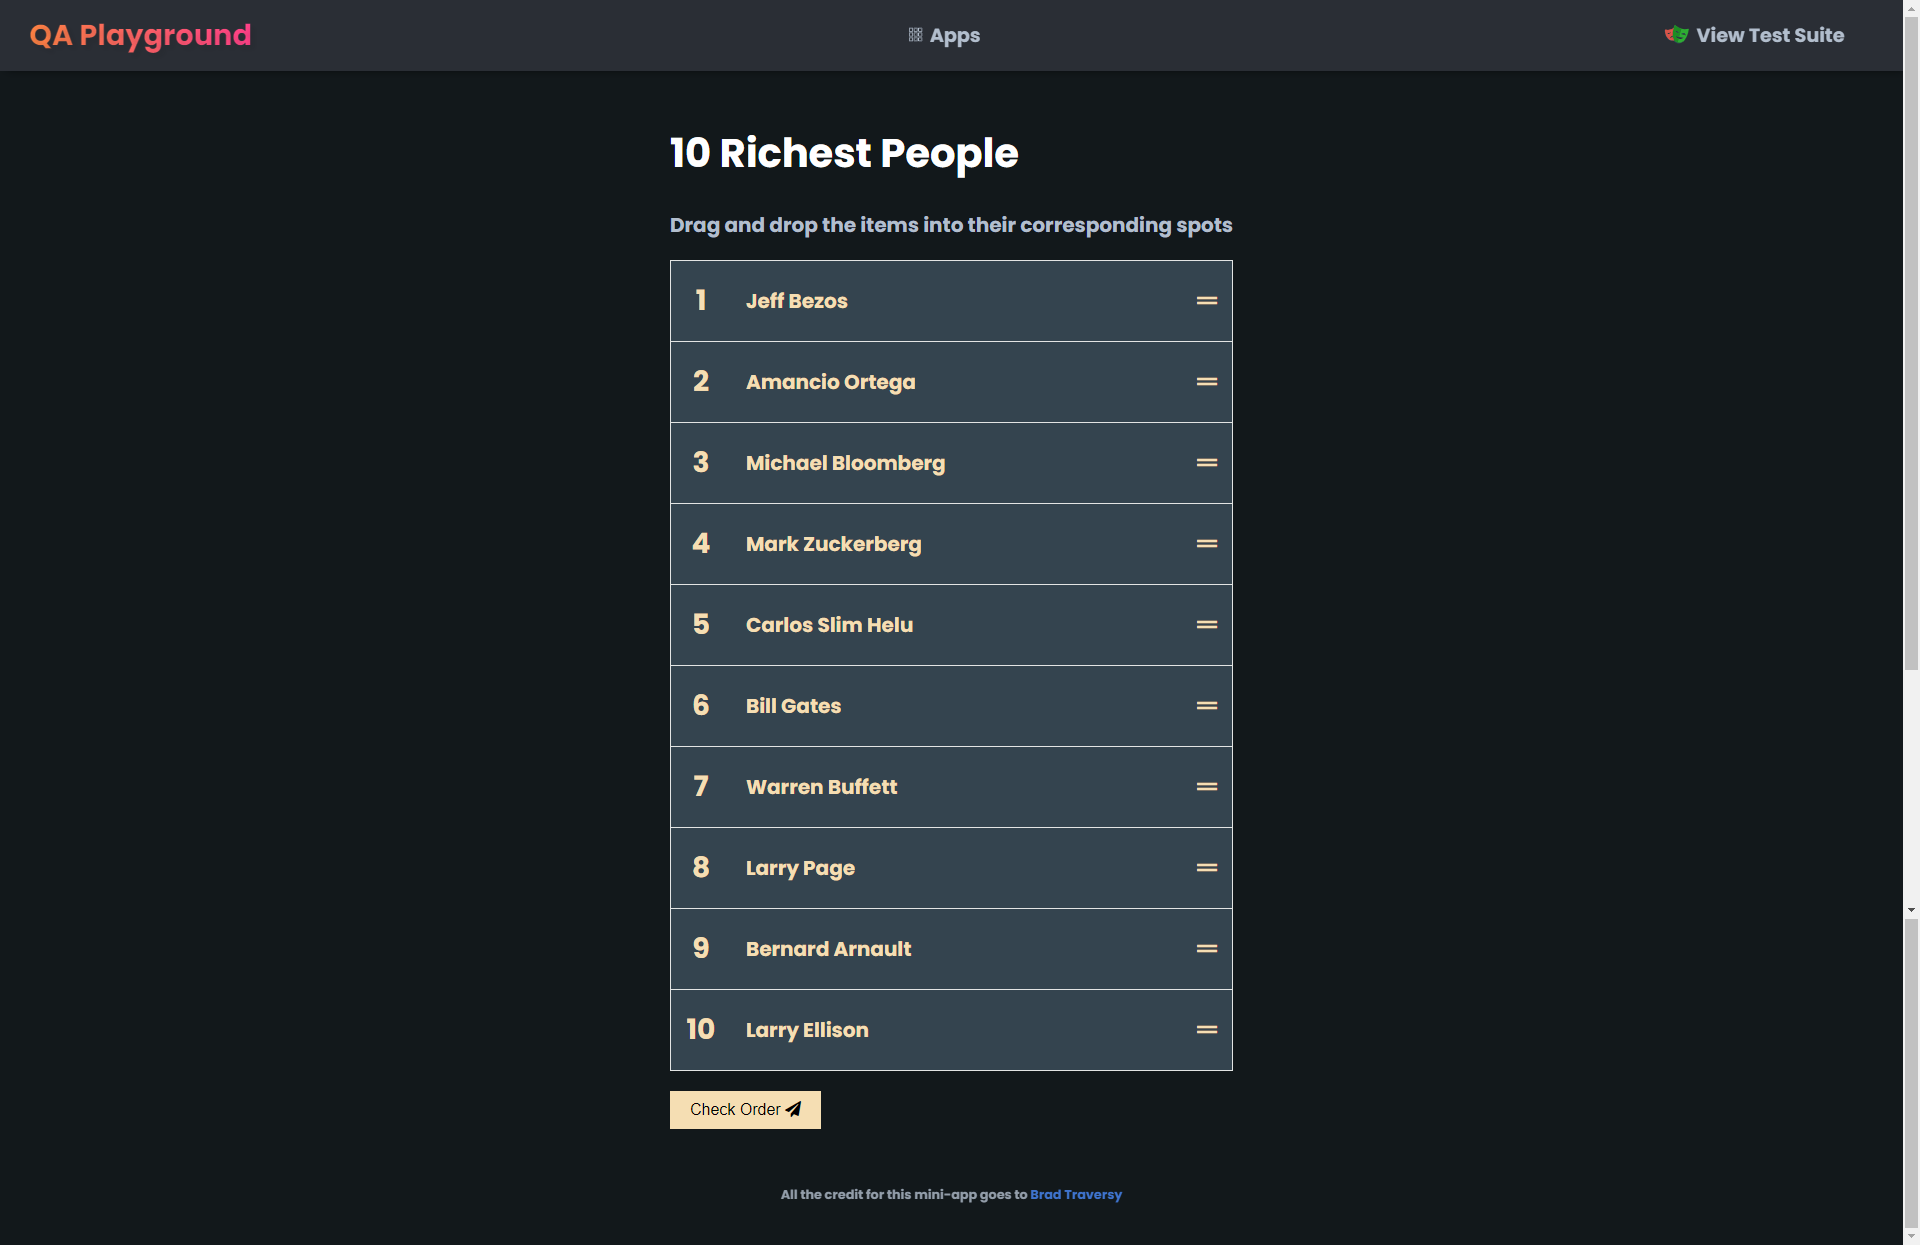 QA Playground
Apps
View Test Suite
10 Richest People
Drag and drop the items into their corresponding spots
1 Jeff Bezos
2 Amancio Ortega
3 Michael Bloomberg
4 Mark Zuckerberg
5 Carlos Slim Helu
6 Bill Gates
7 Warren Buffett
8 Larry Page
9 Bernard Arnault
10 Larry Ellison
Check Order
All the credit for this mini-app goes to Brad Traversy